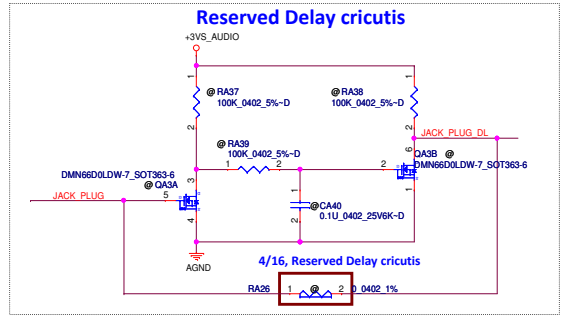 Reserved Delay cricutis
+3VS_AUDIO
1
1
@ RA37
100K_0402_5%~D
@ RA38
100K_0402_5%~D
2
2
JACK_PLUG_DL
@ RA39
100K_0402_5%~D
6
QA3B @
DMN66D0LDW-7_SOT363-6
1
2
2
DMN66D0LDW-7_SOT363-6
@ QA3A
3
JACK_PLUG
5
4
1
@ CA40
0.1U_0402_25V6K~D
2
1
AGND
4/16, Reserved Delay cricutis
RA26
1
@
2
0_0402_1%